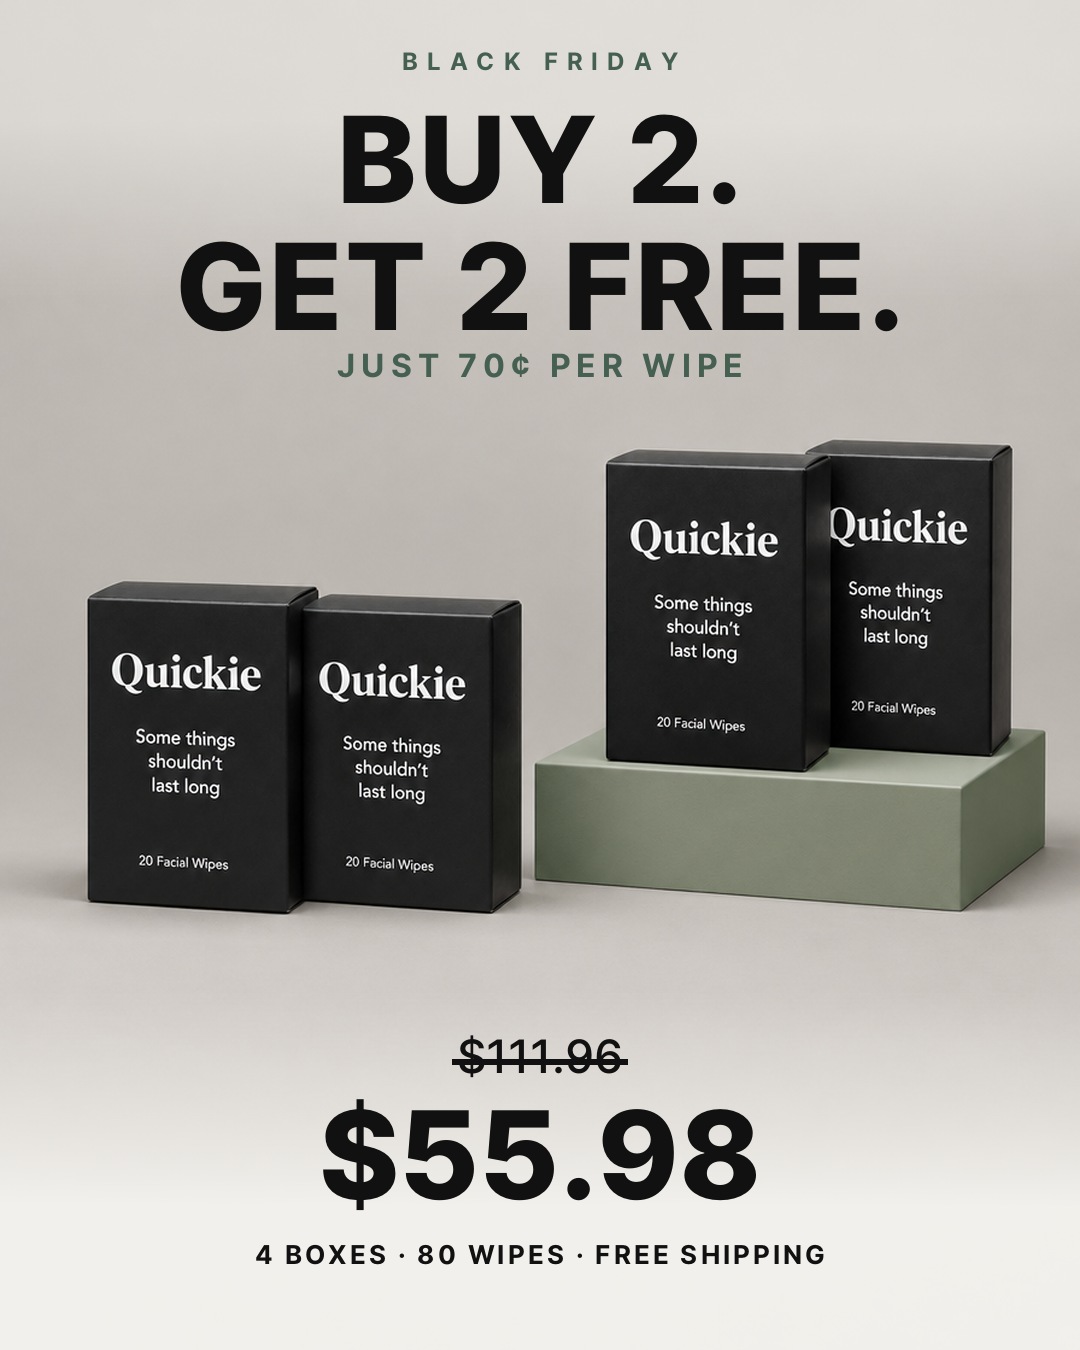 BLACK FRIDAY
BUY 2.
GET 2 FREE.
JUST 70¢ PER WIPE
Quickie
Some things
shouldn't
last long
20 Facial Wipes
Quickie
Some things
shouldn't
last long
20 Facial Wipes
Quickie
Some things
shouldn't
last long
20 Facial Wipes
Quickie
Some things
shouldn't
last long
20 Facial Wipes
$111.96
$55.98
4 BOXES · 80 WIPES · FREE SHIPPING